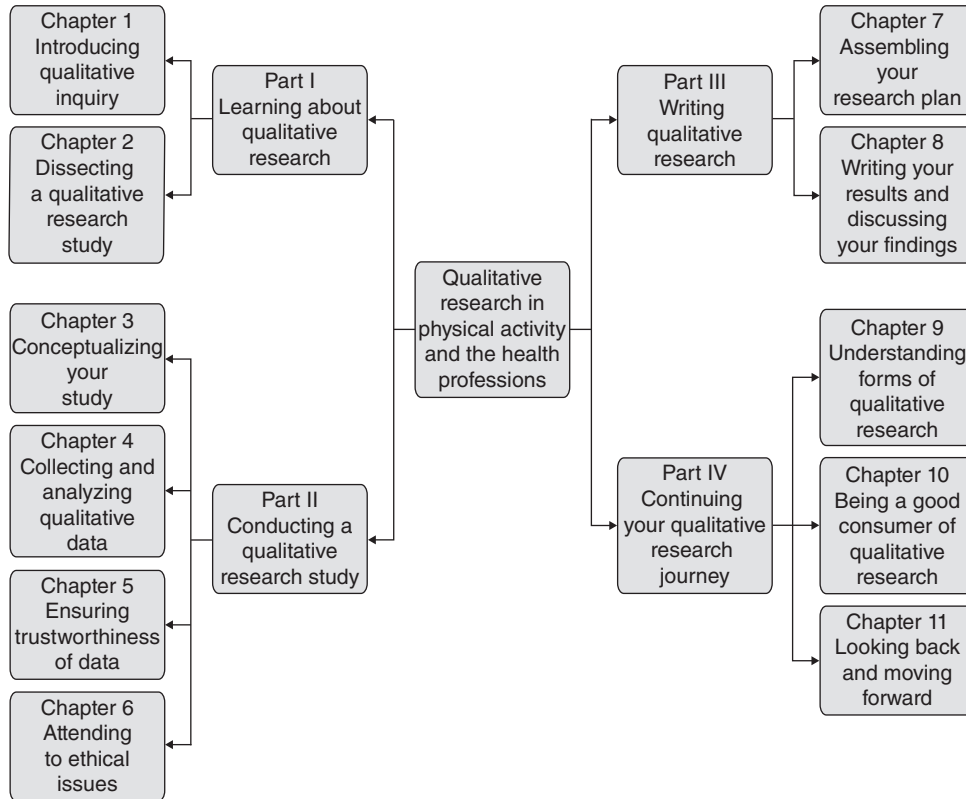 Chapter 1
Introducing
qualitative
inquiry
Chapter 2
Dissecting
a qualitative
research
study
Part I
Learning about
qualitative
research
Chapter 3
Conceptualizing
your
study
Chapter 4
Collecting and
analyzing
qualitative
data
Chapter 5
Ensuring
trustworthiness
of data
Chapter 6
Attending
to ethical
issues
Part II
Conducting a
qualitative
research study
Qualitative
research in
physical activity
and the health
professions
Part III
Writing
qualitative
research
Chapter 7
Assembling
your
research plan
Chapter 8
Writing your
results and
discussing
your findings
Part IV
Continuing
your qualitative
research
journey
Chapter 9
Understanding
forms of
qualitative
research
Chapter 10
Being a good
consumer of
qualitative
research
Chapter 11
Looking back
and moving
forward